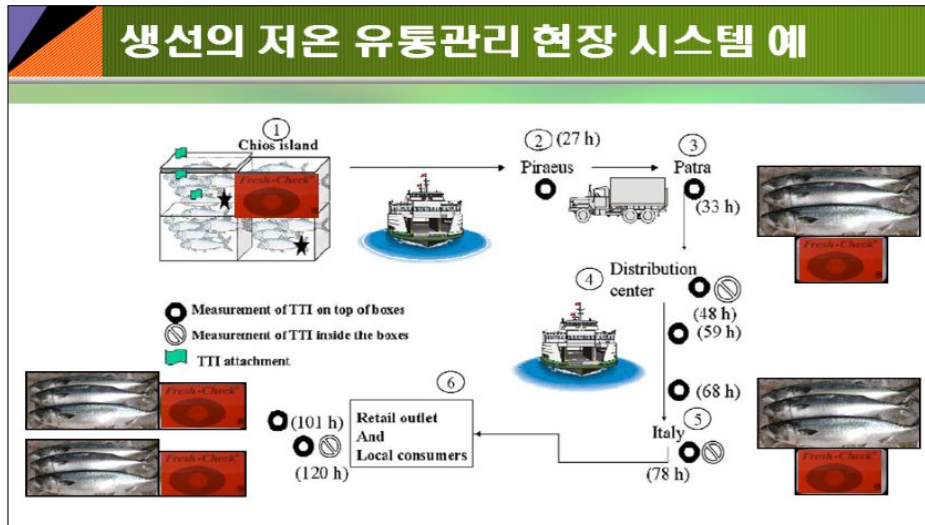 생선의 저온 유통관리 현장 시스템 예
①
Chios island
② (27 h)
Piraeus
③
Patra
(33 h)
Fresh-Check
Fresh-Check
④
Distribution
center
(48 h)
(59 h)
Measurement of TTI on top of boxes
Measurement of TTI inside the boxes
TTI attachment
(68 h)
⑤
Italy
(78 h)
Fresh-Check
⑥
Retail outlet
And
Local consumers
(101 h)
(120 h)
Fresh-Check
Fresh-Check